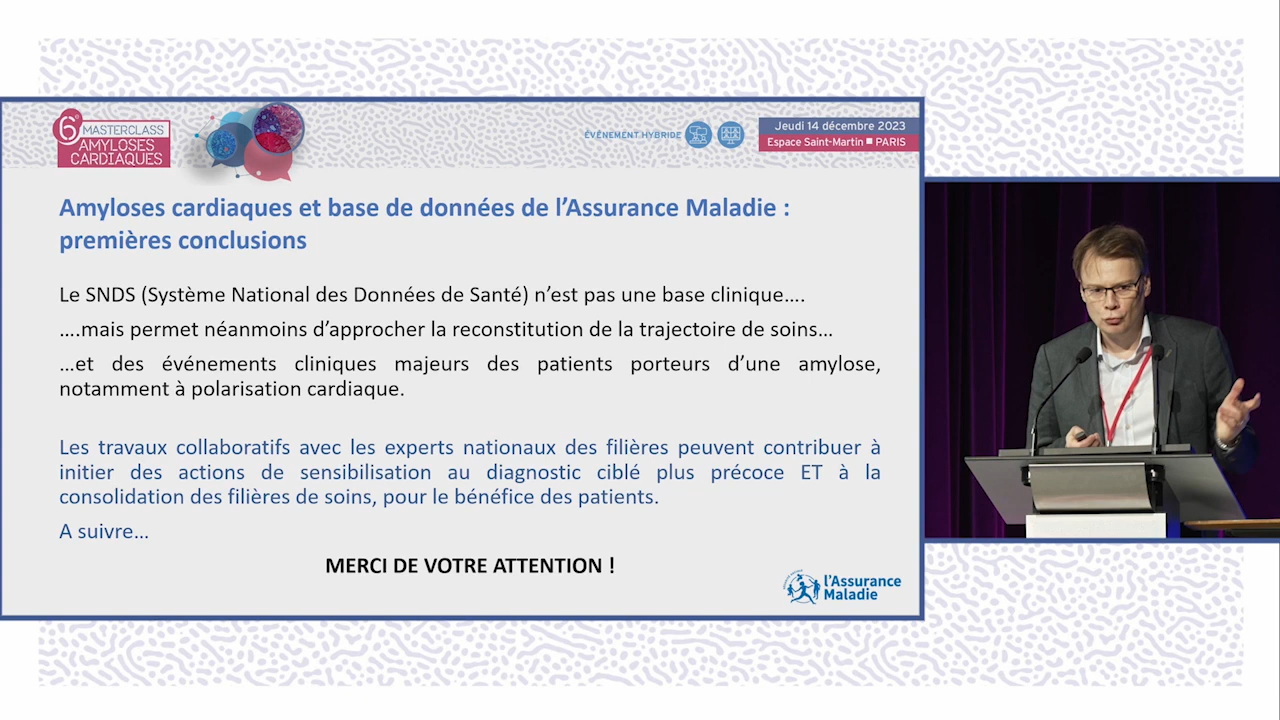 6e MASTERCLASS
AMYLOSES
CARDIAQUES
ÉVÉNEMENT HYBRIDE
Jeudi 14 décembre 2023
Espace Saint-Martin ■ PARIS
Amyloses cardiaques et base de données de l’Assurance Maladie :
premières conclusions
Le SNDS (Système National des Données de Santé) n’est pas une base clinique….
….mais permet néanmoins d’approcher la reconstitution de la trajectoire de soins…
…et des événements cliniques majeurs des patients porteurs d’une amylose,
notamment à polarisation cardiaque.
Les travaux collaboratifs avec les experts nationaux des filières peuvent contribuer à
initier des actions de sensibilisation au diagnostic ciblé plus précoce ET à la
consolidation des filières de soins, pour le bénéfice des patients.
A suivre…
MERCI DE VOTRE ATTENTION !
l’Assurance
Maladie